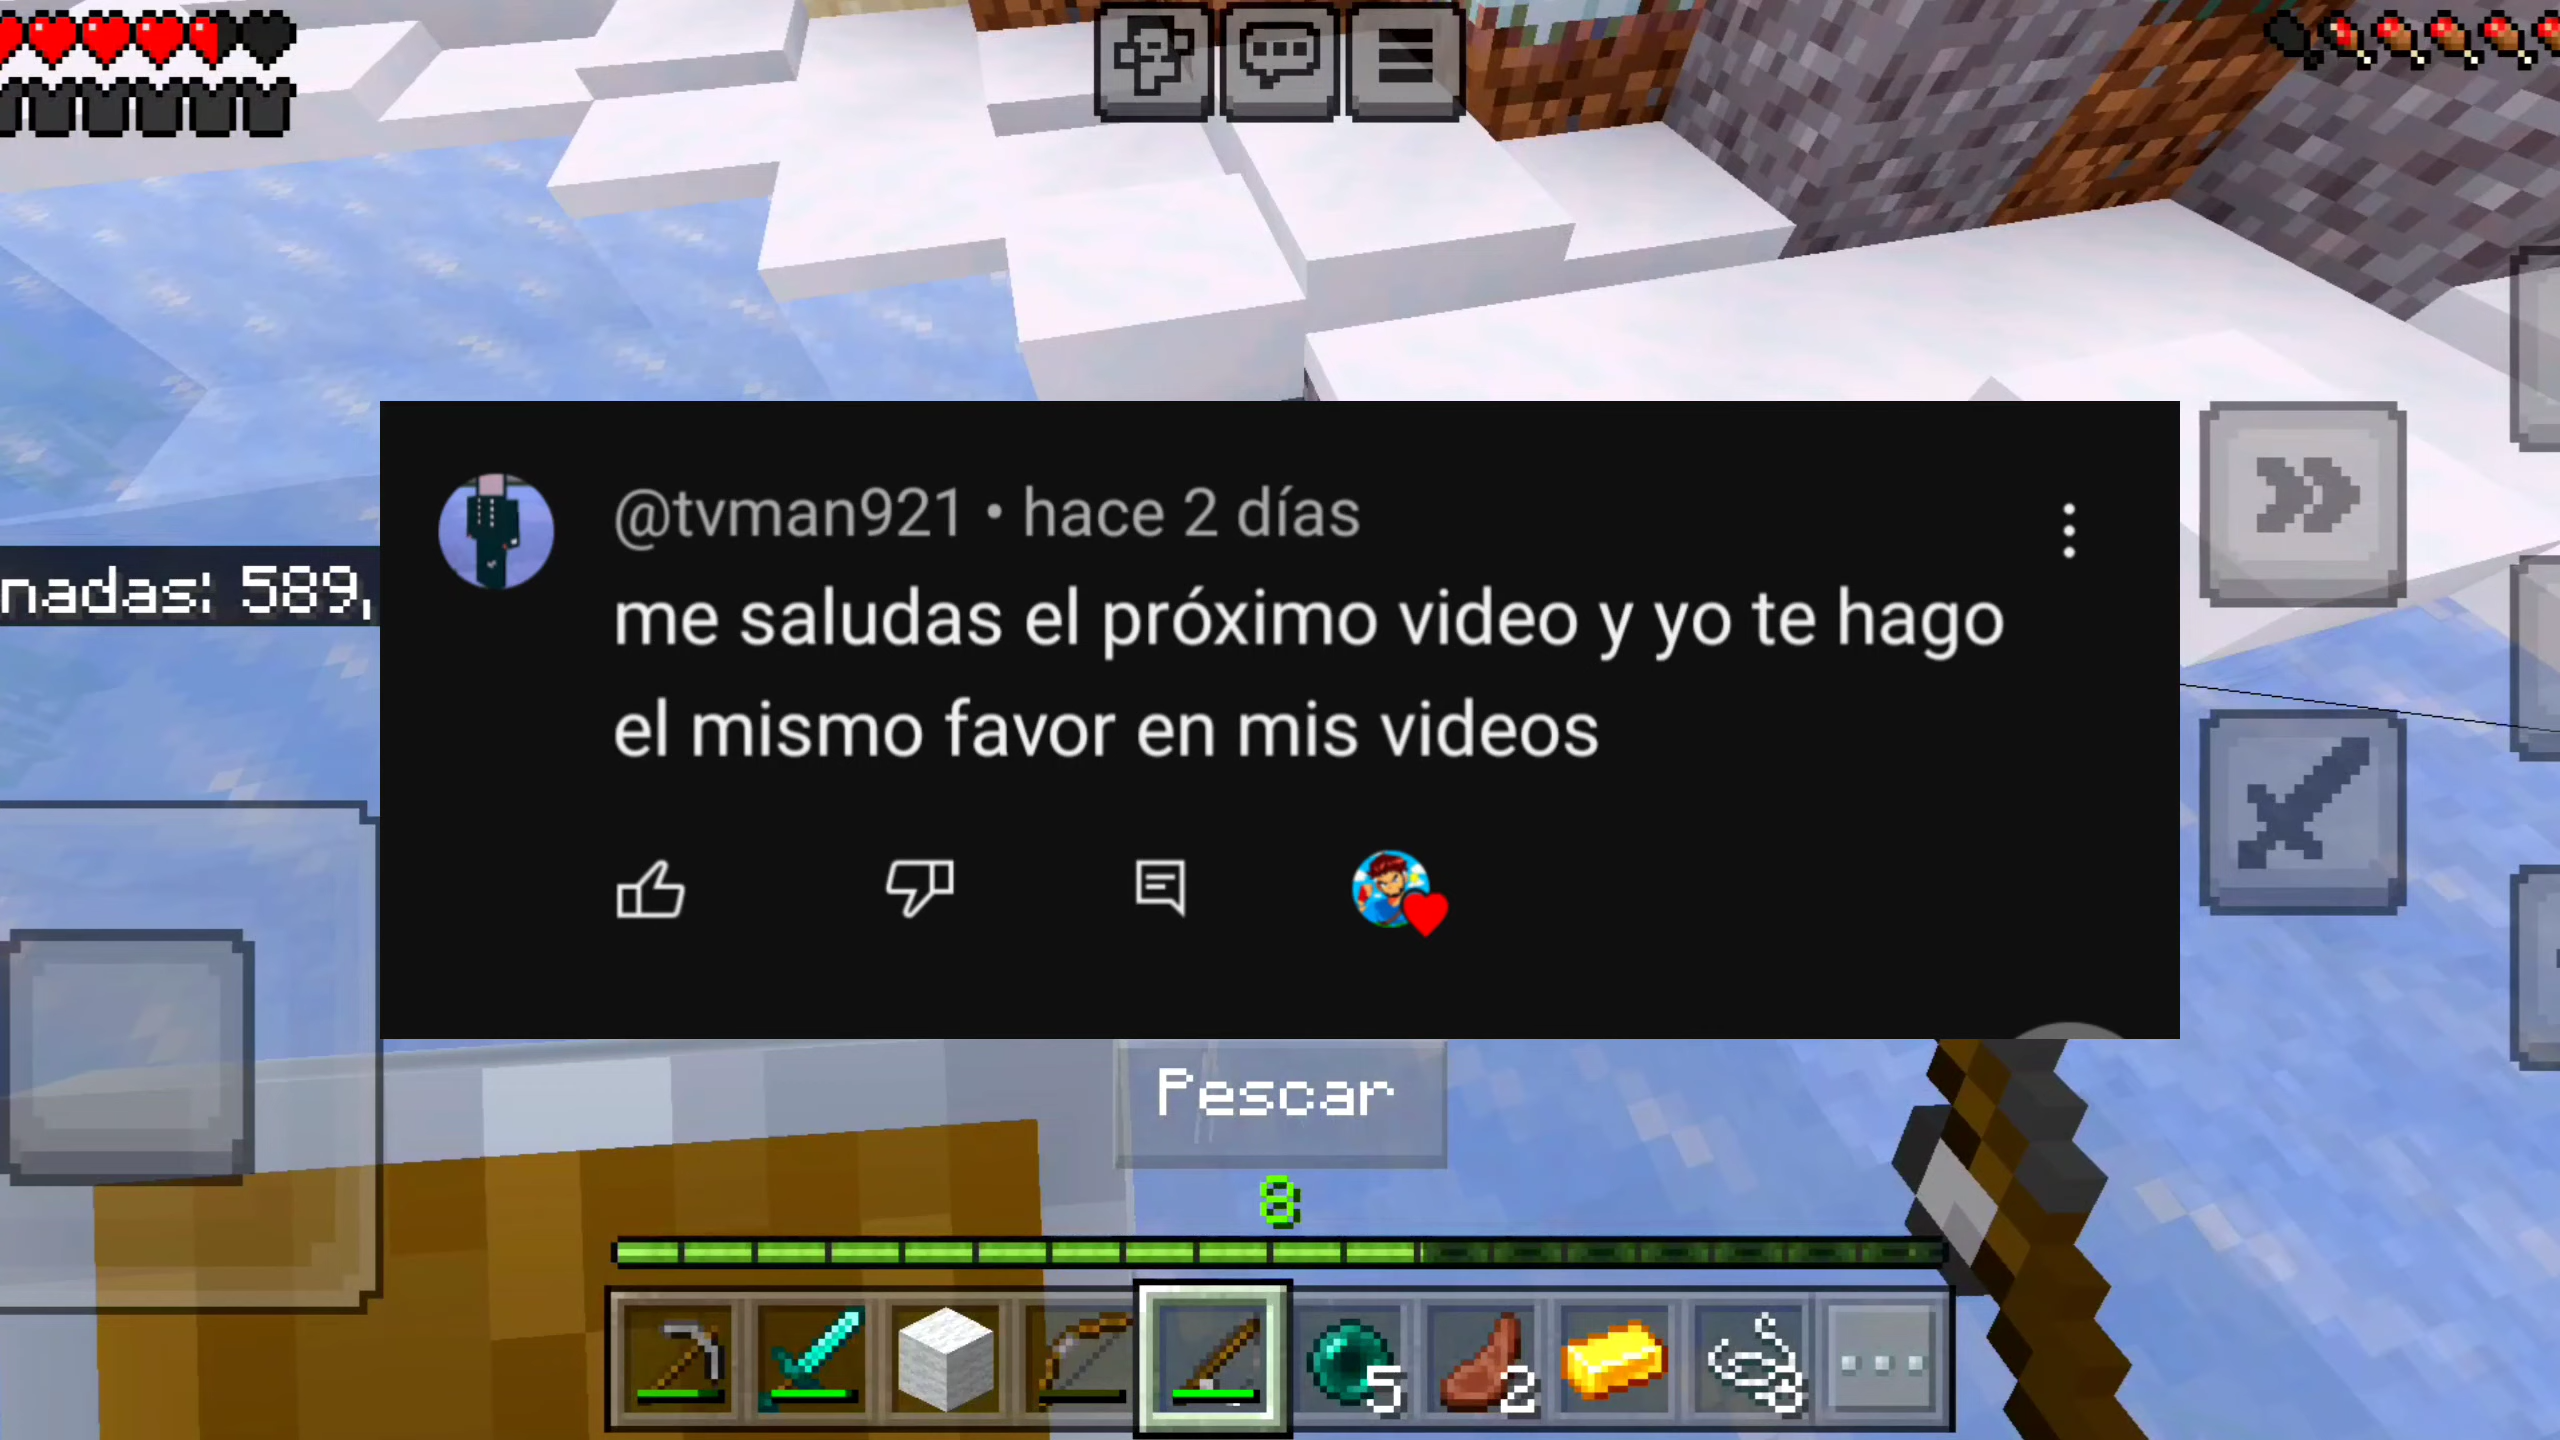 @tvman921 • hace 2 días
nadas: 589,
me saludas el próximo video y yo te hago
el mismo favor en mis videos
Pescar
8
5
2
8